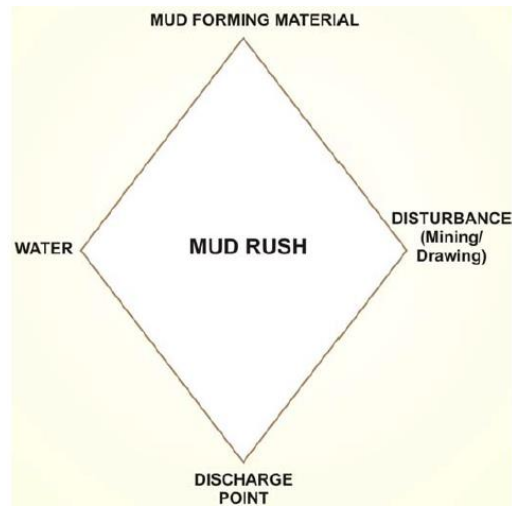 MUD FORMING MATERIAL
WATER
MUD RUSH
DISTURBANCE
(Mining/
Drawing)
DISCHARGE
POINT